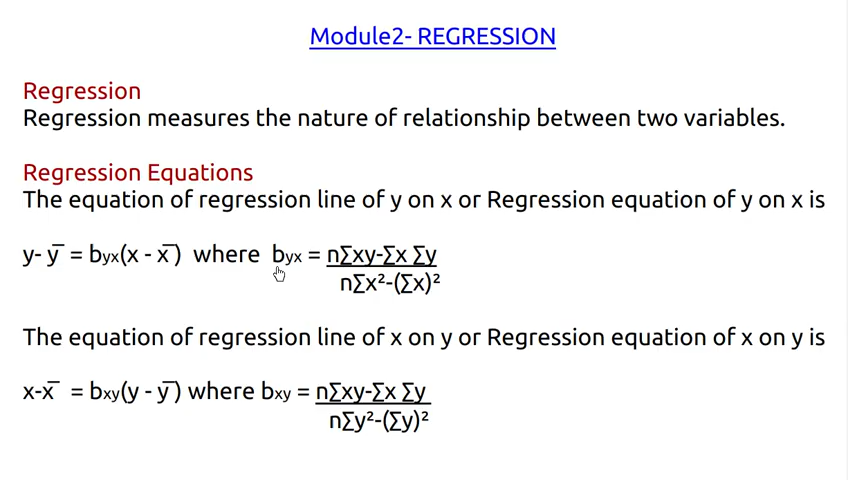 Module2- REGRESSION
Regression
Regression measures the nature of relationship between two variables.
Regression Equations
The equation of regression line of y on x or Regression equation of y on x is
y- y̅ = byx(x - x̅ ) where byx = n∑xy-∑x ∑y
n∑x²-(∑x)²
The equation of regression line of x on y or Regression equation of x on y is
x-x̅ = bxy(y - y̅ ) where bxy = n∑xy-∑x ∑y
n∑y²-(∑y)²